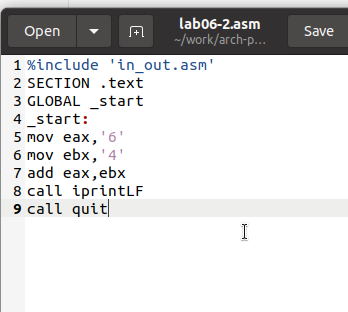 lab06-2.asm
Open
~/work/arch-p...
Save
1 %include 'in_out.asm'
2 SECTION .text
3 GLOBAL _start
4 _start:
5 mov eax,'6'
6 mov ebx,'4'
7 add eax,ebx
8 call iprintLF
9 call quit